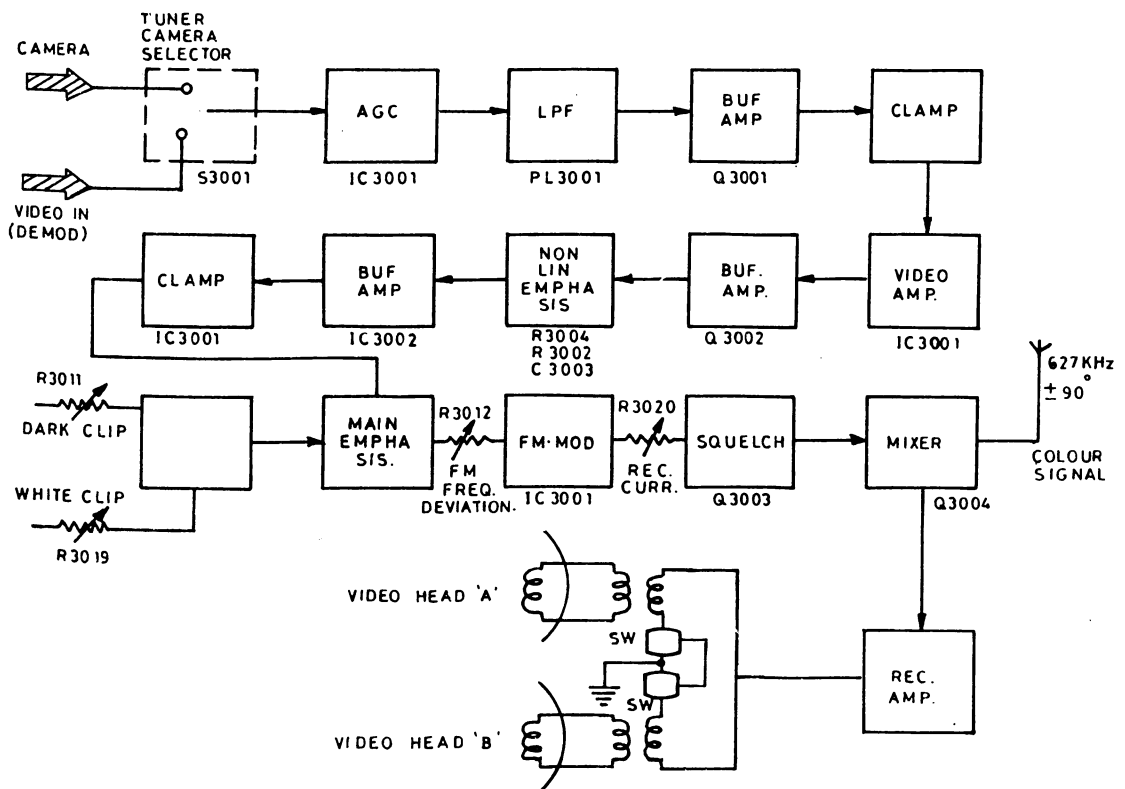 TUNER
CAMERA
SELECTOR
CAMERA
VIDEO IN
(DEMOD)
S3001
AGC
IC3001
LPF
PL3001
BUF
AMP
Q3001
CLAMP
CLAMP
IC3001
BUF
AMP
IC3002
NON
LIN
EMPHA
SIS
R3004
R3002
C3003
BUF.
AMP.
Q3002
VIDEO
AMP.
IC3001
627KHz
± 90°
COLOUR
SIGNAL
R3011
DARK CLIP
WHITE CLIP
R3019
MAIN
EMPHA
SIS.
R3012
FM
FREQ.
DEVIATION.
FM-MOD
IC3001
R3020
REC.
CURR.
SQUELCH
Q3003
MIXER
Q3004
VIDEO HEAD 'A'
SW
SW
VIDEO HEAD 'B'
REC.
AMP.